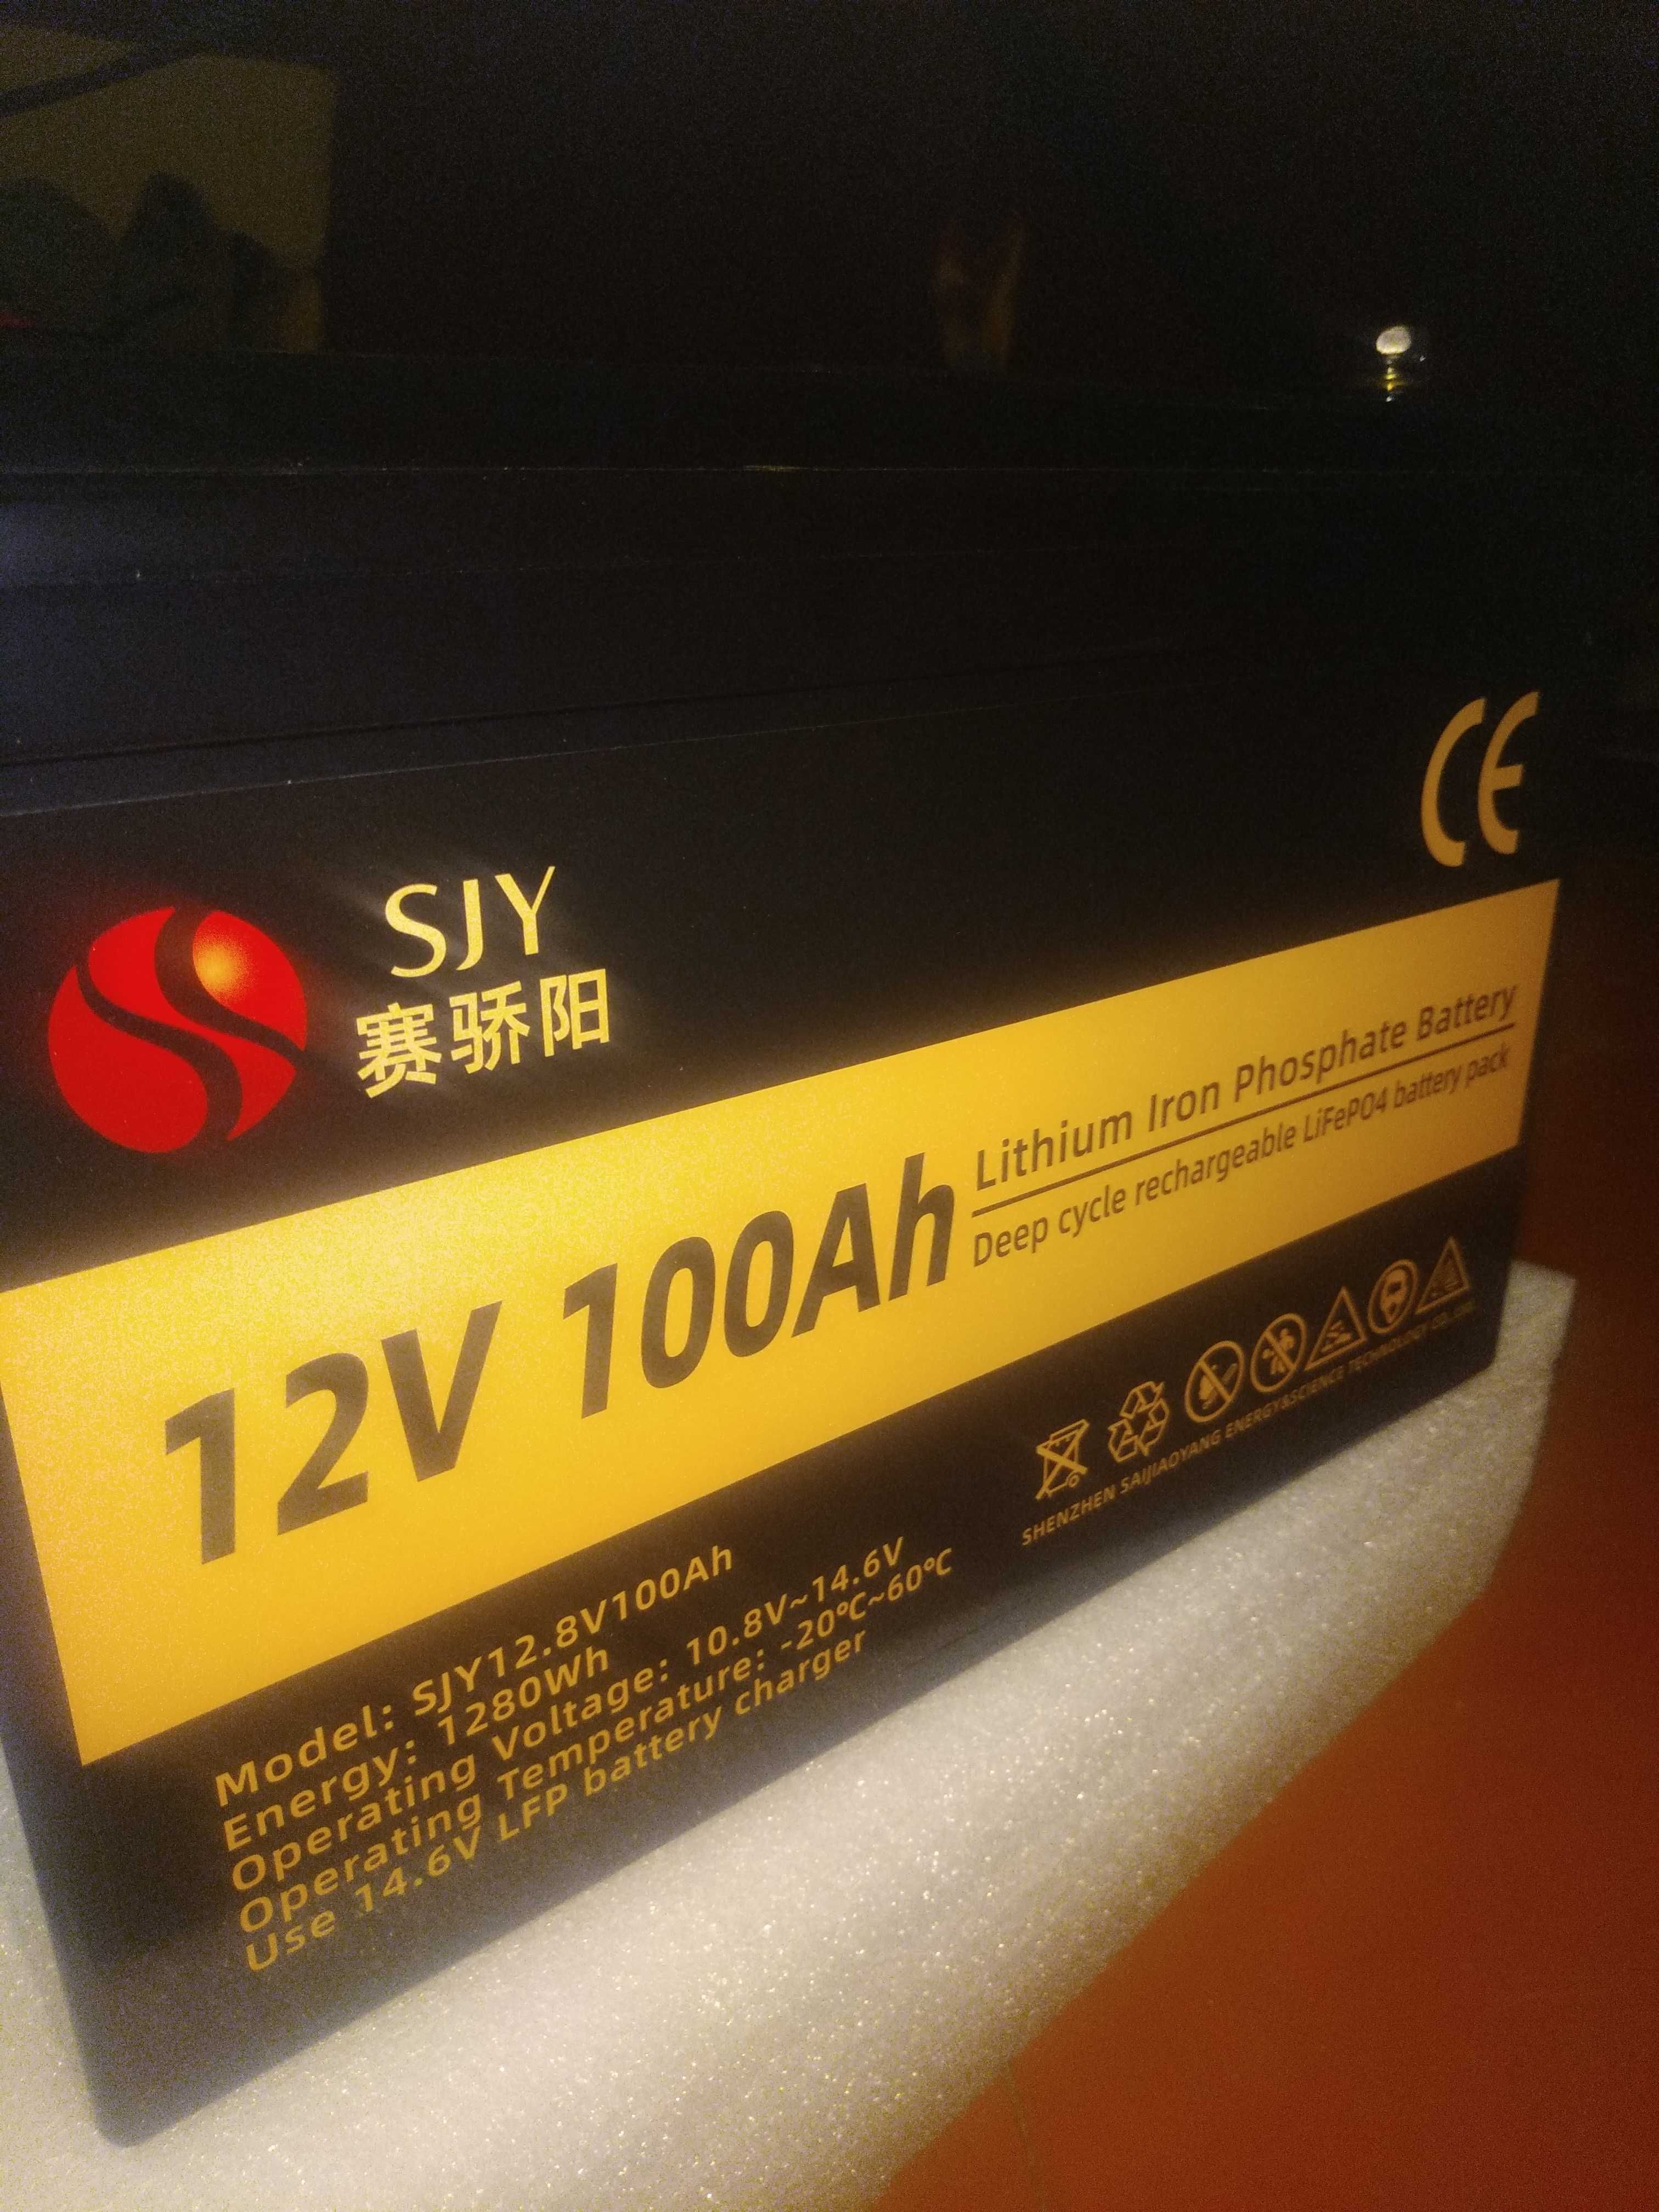 CE
SJY
赛骄阳
12V 100Ah
Lithium Iron Phosphate Battery
Deep cycle rechargeable LiFePO4 battery pack
Model: SJY12.8V100Ah
Energy: 1280Wh
Operating Voltage: 10.8V~14.6V
Operating Temperature: -20℃~60℃
Use 14.6V LFP battery charger
SHENZHEN SAIJIAOYANG ENERGY&SCIENCE TECHNOLOGY CO.,